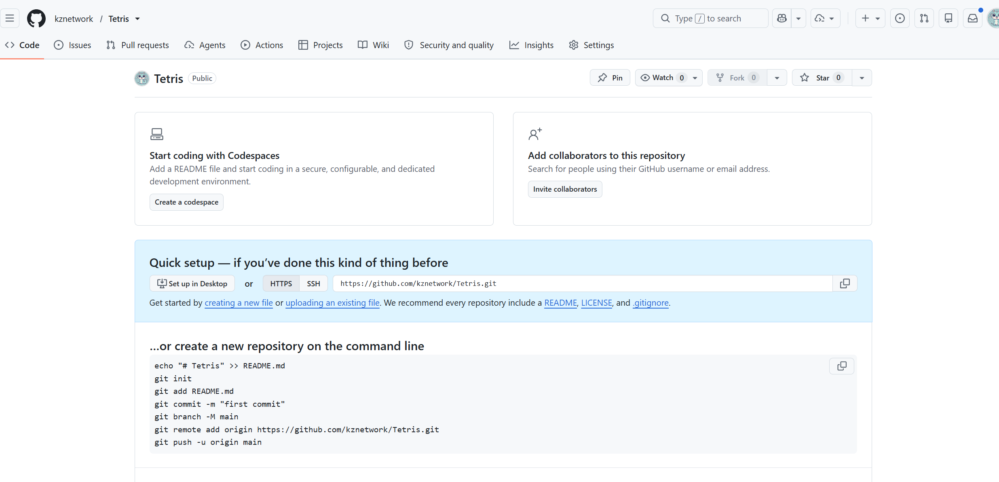 kznetwork / Tetris
Type / to search
Code
Issues
Pull requests
Agents
Actions
Projects
Wiki
Security and quality
Insights
Settings
Tetris Public
Pin
Watch 0
Fork 0
Star 0
Start coding with Codespaces
Add a README file and start coding in a secure, configurable, and dedicated
development environment.
Create a codespace
Add collaborators to this repository
Search for people using their GitHub username or email address.
Invite collaborators
Quick setup — if you’ve done this kind of thing before
Set up in Desktop or HTTPS SSH https://github.com/kznetwork/Tetris.git
Get started by creating a new file or uploading an existing file. We recommend every repository include a README, LICENSE, and .gitignore.
…or create a new repository on the command line
echo "# Tetris" >> README.md
git init
git add README.md
git commit -m "first commit"
git branch -M main
git remote add origin https://github.com/kznetwork/Tetris.git
git push -u origin main